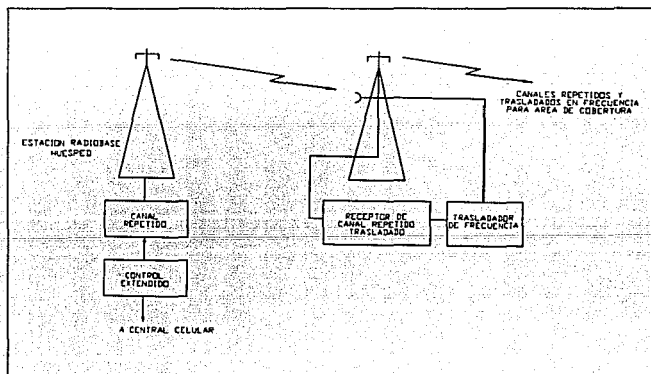 CANALES REPETIDOS Y
TRASLADADOS EN FRECUENCIA
PARA AREA DE COBERTURA
ESTACION RADIOBASE
HUESPED
CANAL
REPETIDO
RECEPTOR DE
CANAL REPETIDO
TRASLADADO
TRASLADADOR
DE FRECUENCIA
CONTROL
EXTENDIDO
A CENTRAL CELULAR